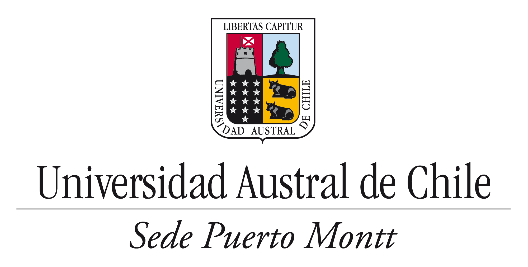 LIBERTAS CAPITUR
UNIVERSIDAD AUSTRAL DE CHILE
Universidad Austral de Chile
Sede Puerto Montt